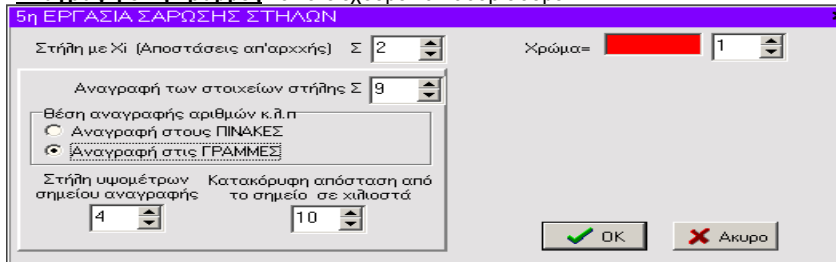 5η ΕΡΓΑΣΙΑ ΣΑΡΩΣΗΣ ΣΤΗΛΩΝ
Στήλη με Xi (Αποστάσεις απ'αρχχής) Σ 2
Χρώμα= 1
Αναγραφή των στοιχείων στήλης Σ 9
Θέση αναγραφής αριθμών κ.λ.π
Αναγραφή στους ΠΙΝΑΚΕΣ
Αναγραφή στις ΓΡΑΜΜΕΣ
Στήλη υψομέτρων Κατακόρυφη απόσταση από
σημείου αναγραφής το σημείο σε χιλιοστά
4 10
OK Ακυρο